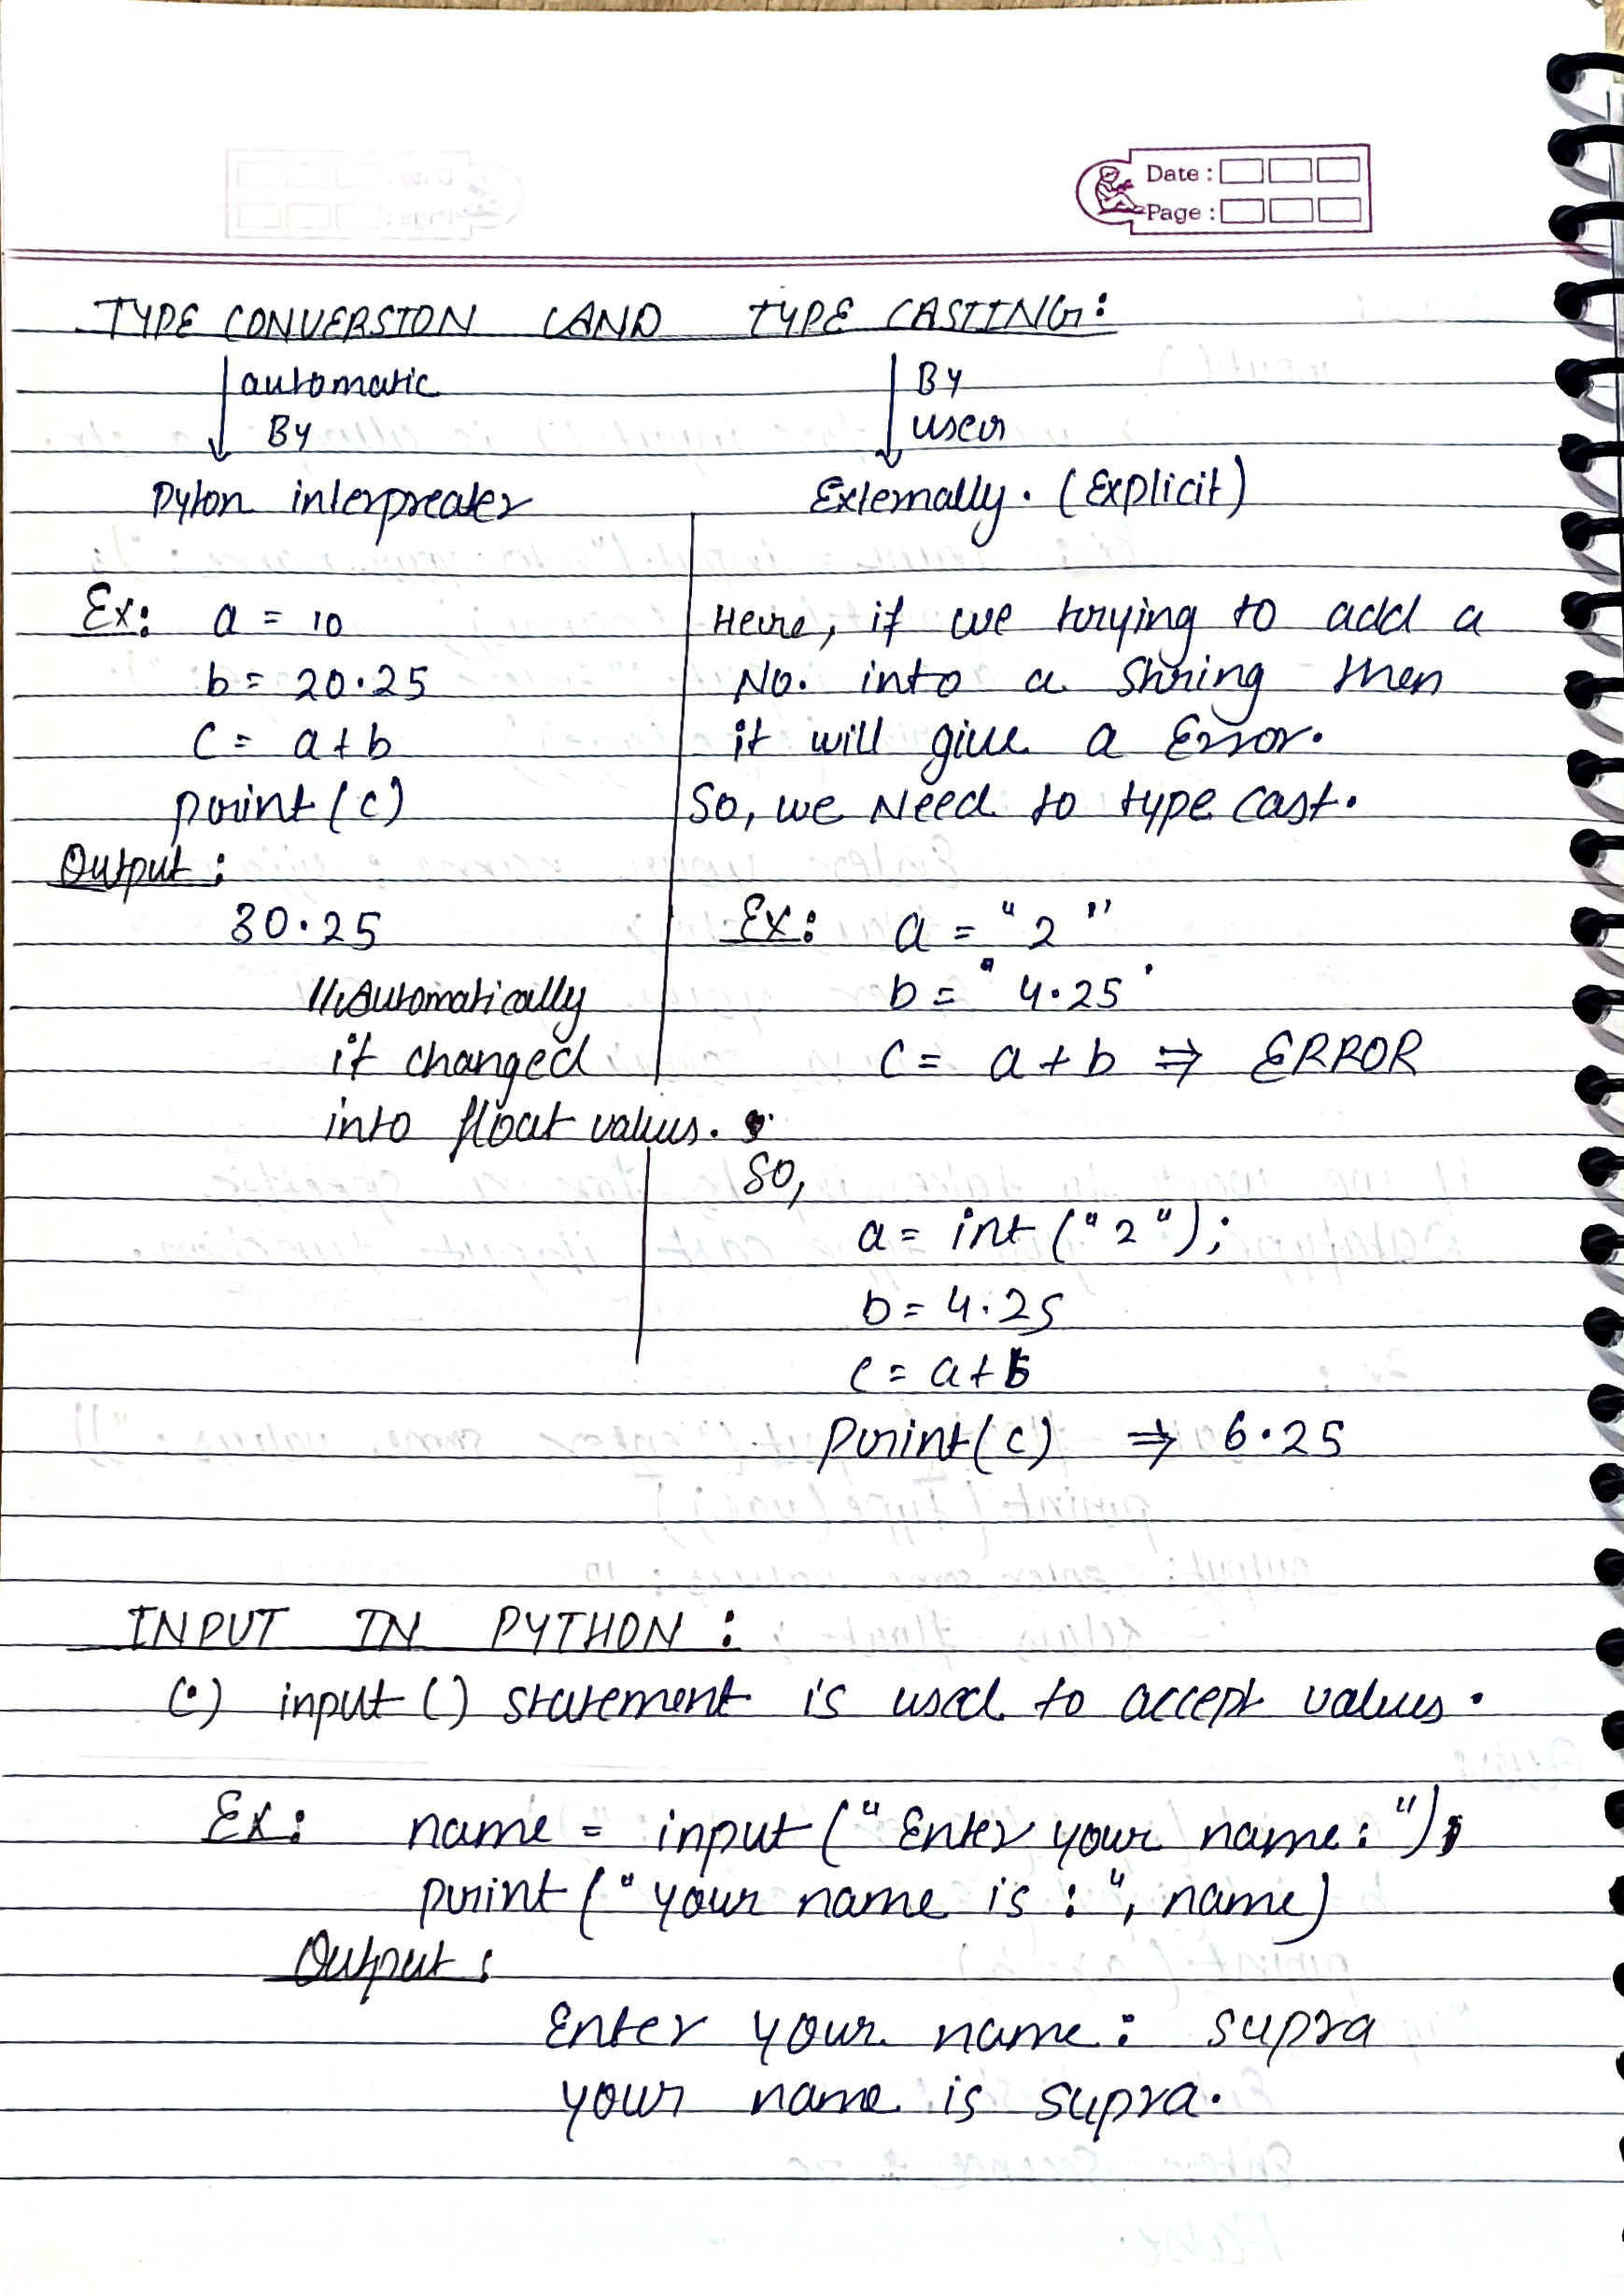 Date :
Page :
TYPE CONVERSION AND TYPE CASTING:
automatic
By
Pyton interpreater
By
user
Externally. (Explicit)
Ex: a = 10
b = 20.25
c = a + b
print (c)
Output :
30.25
// Automatically
it changed
into float values.
Here, if we trying to add a
No. into a string then
it will give a Error.
So, we Need to type cast.
Ex: a = "2"
b = "4.25"
c = a + b ⇒ ERROR
So,
a = int ("2");
b = 4.25
c = a + b
print (c) ⇒ 6.25
INPUT IN PYTHON :
(•) input () statement is used to accept values.
Ex: name = input ("Enter your name: ");
print ("your name is : ", name)
Output :
Enter your name : supra
your name is supra.